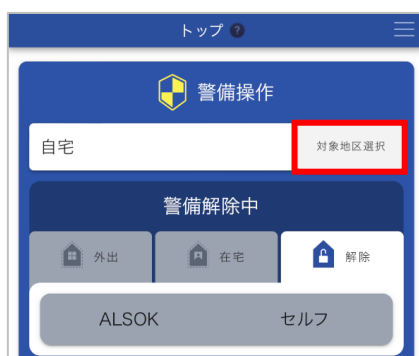 トップ ?
警備操作
自宅 対象地区選択
警備解除中
外出 在宅 解除
ALSOK セルフ